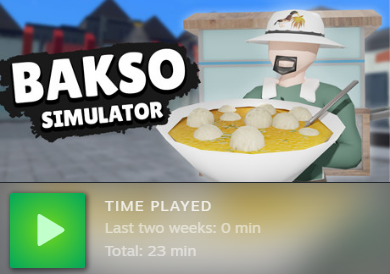 BAKSO
SIMULATOR
TIME PLAYED
Last two weeks: 0 min
Total: 23 min